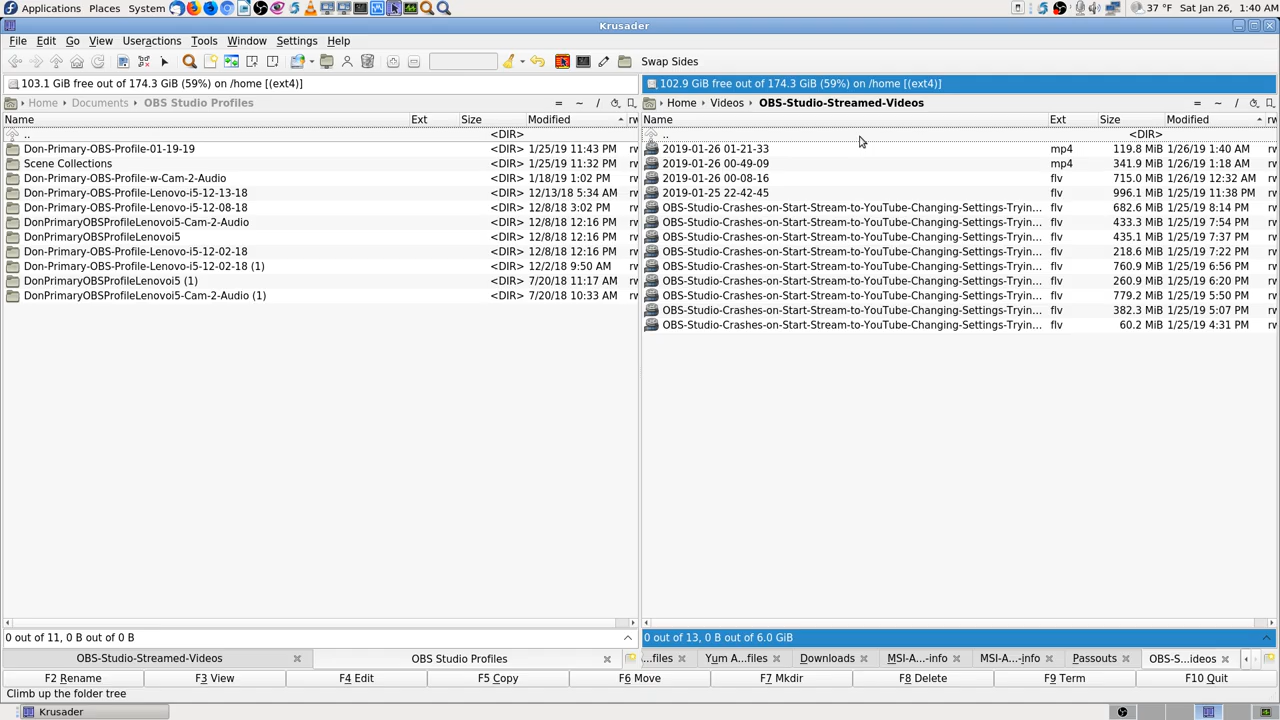 Applications Places System 37 °F Sat Jan 26, 1:40 AM
Krusader
File Edit Go View Useractions Tools Window Settings Help
Swap Sides
103.1 GiB free out of 174.3 GiB (59%) on /home [(ext4)]
102.9 GiB free out of 174.3 GiB (59%) on /home [(ext4)]
Home Documents OBS Studio Profiles = ~ /
Home Videos OBS-Studio-Streamed-Videos = ~ /
Name Ext Size Modified rw
.. <DIR>
Don-Primary-OBS-Profile-01-19-19 <DIR> 1/25/19 11:43 PM rw
Scene Collections <DIR> 1/25/19 11:32 PM rw
Don-Primary-OBS-Profile-w-Cam-2-Audio <DIR> 1/18/19 1:02 PM rw
Don-Primary-OBS-Profile-Lenovo-i5-12-13-18 <DIR> 12/13/18 5:34 AM rw
Don-Primary-OBS-Profile-Lenovo-i5-12-08-18 <DIR> 12/8/18 3:02 PM rw
DonPrimaryOBSProfileLenovoi5-Cam-2-Audio <DIR> 12/8/18 12:16 PM rw
DonPrimaryOBSProfileLenovoi5 <DIR> 12/8/18 12:16 PM rw
Don-Primary-OBS-Profile-Lenovo-i5-12-02-18 <DIR> 12/8/18 12:16 PM rw
Don-Primary-OBS-Profile-Lenovo-i5-12-02-18 (1) <DIR> 12/2/18 9:50 AM rw
DonPrimaryOBSProfileLenovoi5 (1) <DIR> 7/20/18 11:17 AM rw
DonPrimaryOBSProfileLenovoi5-Cam-2-Audio (1) <DIR> 7/20/18 10:33 AM rw
Name Ext Size Modified rw
.. <DIR>
2019-01-26 01-21-33 mp4 119.8 MiB 1/26/19 1:40 AM rw
2019-01-26 00-49-09 mp4 341.9 MiB 1/26/19 1:18 AM rw
2019-01-26 00-08-16 flv 715.0 MiB 1/26/19 12:32 AM rw
2019-01-25 22-42-45 flv 996.1 MiB 1/25/19 11:38 PM rw
OBS-Studio-Crashes-on-Start-Stream-to-YouTube-Changing-Settings-Tryin... flv 682.6 MiB 1/25/19 8:14 PM rw
OBS-Studio-Crashes-on-Start-Stream-to-YouTube-Changing-Settings-Tryin... flv 433.3 MiB 1/25/19 7:54 PM rw
OBS-Studio-Crashes-on-Start-Stream-to-YouTube-Changing-Settings-Tryin... flv 435.1 MiB 1/25/19 7:37 PM rw
OBS-Studio-Crashes-on-Start-Stream-to-YouTube-Changing-Settings-Tryin... flv 218.6 MiB 1/25/19 7:22 PM rw
OBS-Studio-Crashes-on-Start-Stream-to-YouTube-Changing-Settings-Tryin... flv 760.9 MiB 1/25/19 6:56 PM rw
OBS-Studio-Crashes-on-Start-Stream-to-YouTube-Changing-Settings-Tryin... flv 260.9 MiB 1/25/19 6:20 PM rw
OBS-Studio-Crashes-on-Start-Stream-to-YouTube-Changing-Settings-Tryin... flv 779.2 MiB 1/25/19 5:50 PM rw
OBS-Studio-Crashes-on-Start-Stream-to-YouTube-Changing-Settings-Tryin... flv 382.3 MiB 1/25/19 5:07 PM rw
OBS-Studio-Crashes-on-Start-Stream-to-YouTube-Changing-Settings-Tryin... flv 60.2 MiB 1/25/19 4:31 PM rw
0 out of 11, 0 B out of 0 B
0 out of 13, 0 B out of 6.0 GiB
OBS-Studio-Streamed-Videos OBS Studio Profiles
...files Yum A...files Downloads MSI-A...-info MSI-A...-info Passouts OBS-S...ideos
F2 Rename F3 View F4 Edit F5 Copy F6 Move F7 Mkdir F8 Delete F9 Term F10 Quit
Climb up the folder tree
Krusader